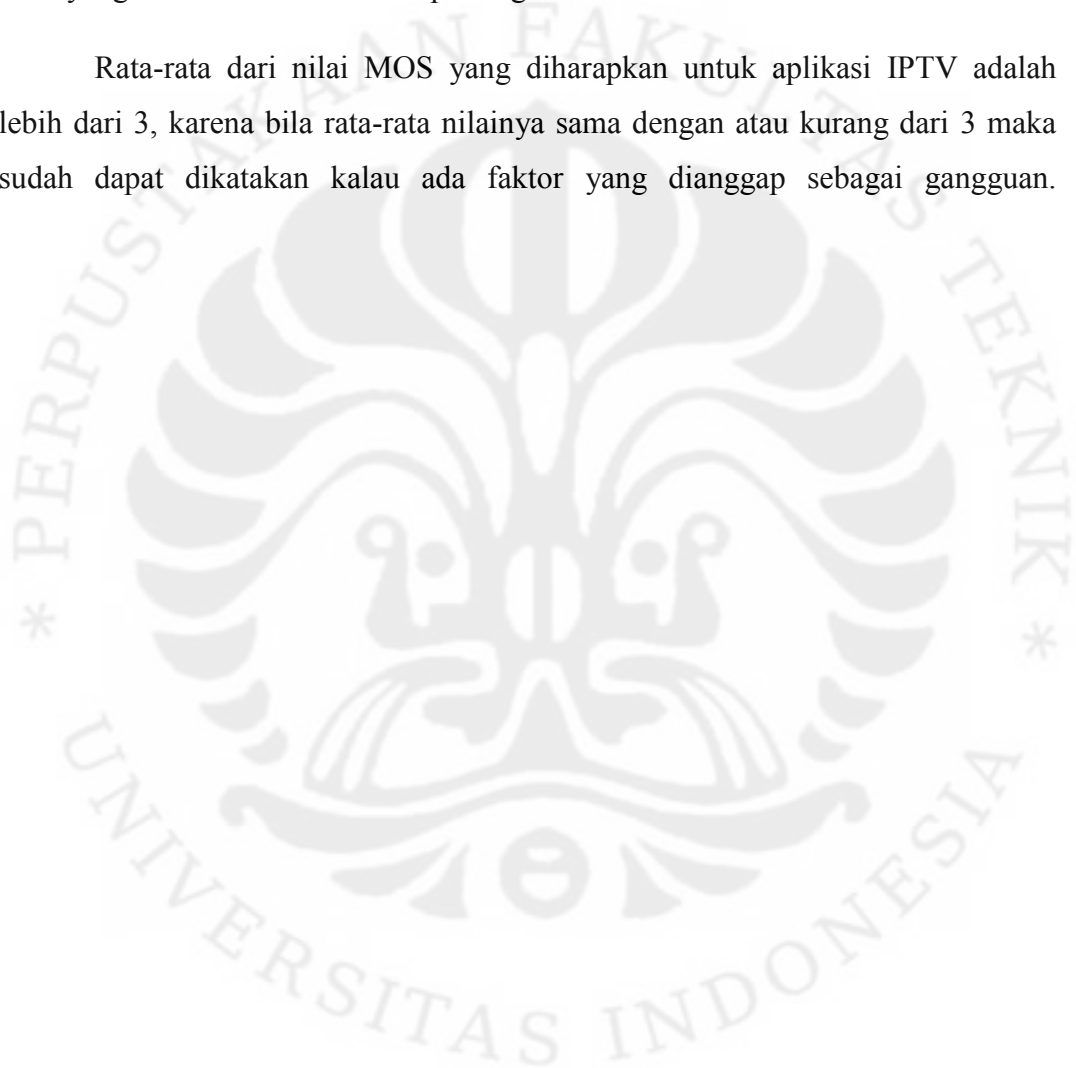 Rata-rata dari nilai MOS yang diharapkan untuk aplikasi IPTV adalah
lebih dari 3, karena bila rata-rata nilainya sama dengan atau kurang dari 3 maka
sudah dapat dikatakan kalau ada faktor yang dianggap sebagai gangguan.
* PERPUSTAKAAN FAKULTAS TEKNIK *
UNIVERSITAS INDONESIA